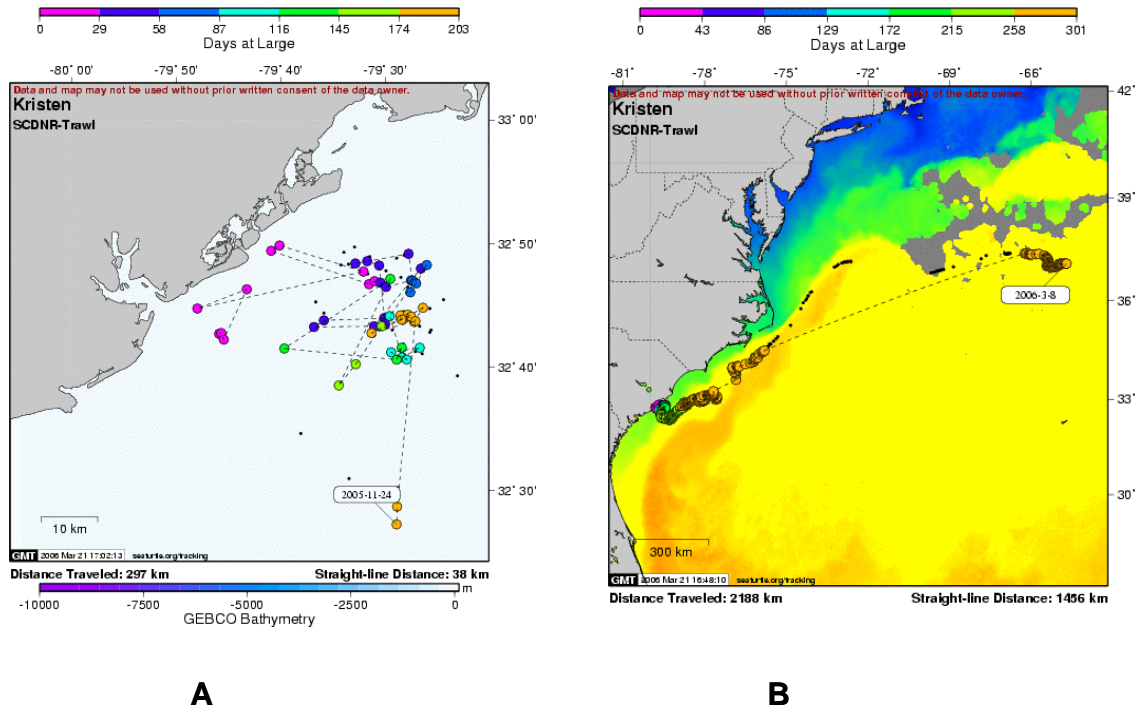 0 29 58 87 116 145 174 203
Days at Large
-80˚ 00' -79˚ 50' -79˚ 40' -79˚ 30'
Data and map may not be used without prior written consent of the data owner.
Kristen
SCDNR-Trawl
33˚ 00'
32˚ 50'
32˚ 40'
32˚ 30'
2005-11-24
10 km
GMT 2006 Mar 21 17:02:13 seaturtle.org/tracking
Distance Traveled: 297 km Straight-line Distance: 38 km
-10000 -7500 -5000 -2500 0 m
GEBCO Bathymetry
A
0 43 86 129 172 215 258 301
Days at Large
-81˚ -78˚ -75˚ -72˚ -69˚ -66˚
Data and map may not be used without prior written consent of the data owner.
Kristen
SCDNR-Trawl
42˚
39˚
36˚
33˚
30˚
2006-3-8
300 km
GMT 2006 Mar 21 16:48:10 seaturtle.org/tracking
Distance Traveled: 2188 km Straight-line Distance: 1456 km
B